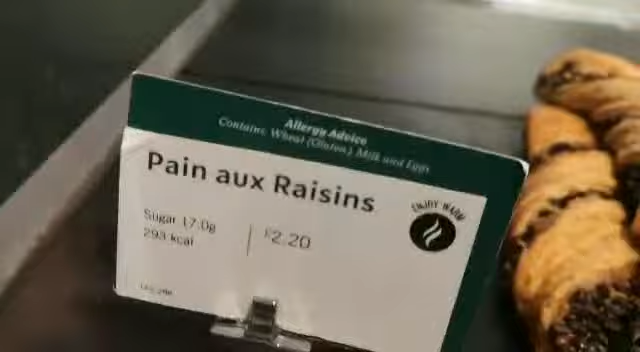 Allergy Advice
Contains: Wheat (Gluten), Milk and Eggs
Pain aux Raisins
ENJOY WARM
Sugar 17.0g
293 kcal
£2.20